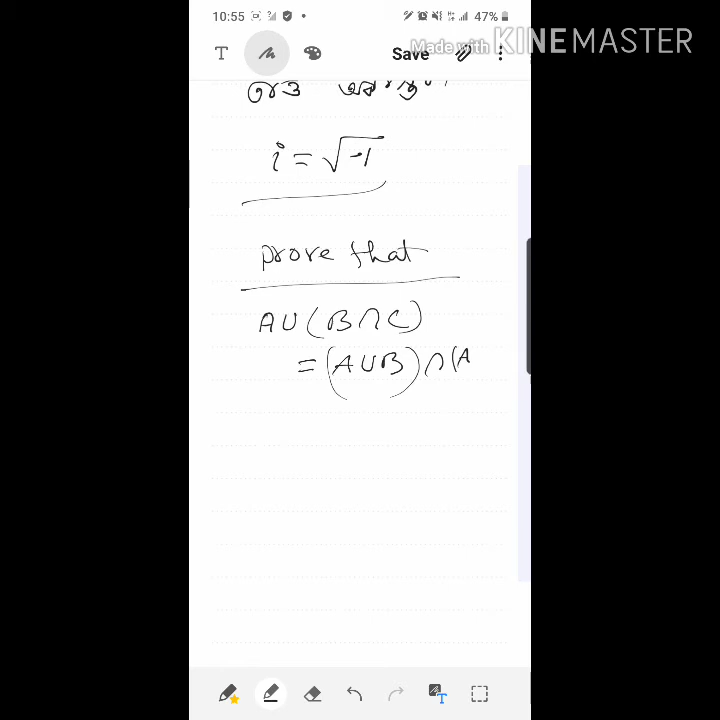 10:55 47%
Made with KINEMASTER
T Save
i = √-1
prove that
A∪(B∩C)
= (A∪B)∩(A